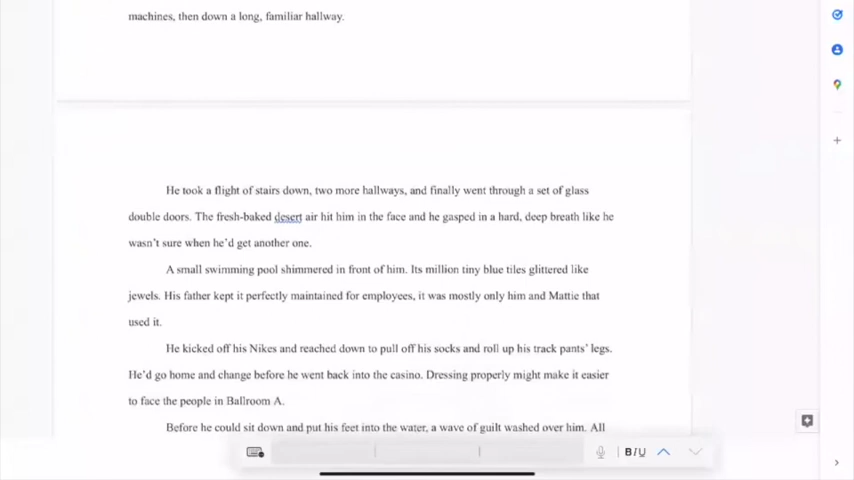 machines, then down a long, familiar hallway.
He took a flight of stairs down, two more hallways, and finally went through a set of glass
double doors. The fresh-baked desert air hit him in the face and he gasped in a hard, deep breath like he
wasn't sure when he'd get another one.
A small swimming pool shimmered in front of him. Its million tiny blue tiles glittered like
jewels. His father kept it perfectly maintained for employees, it was mostly only him and Mattie that
used it.
He kicked off his Nikes and reached down to pull off his socks and roll up his track pants' legs.
He'd go home and change before he went back into the casino. Dressing properly might make it easier
to face the people in Ballroom A.
Before he could sit down and put his feet into the water, a wave of guilt washed over him. All
B I U